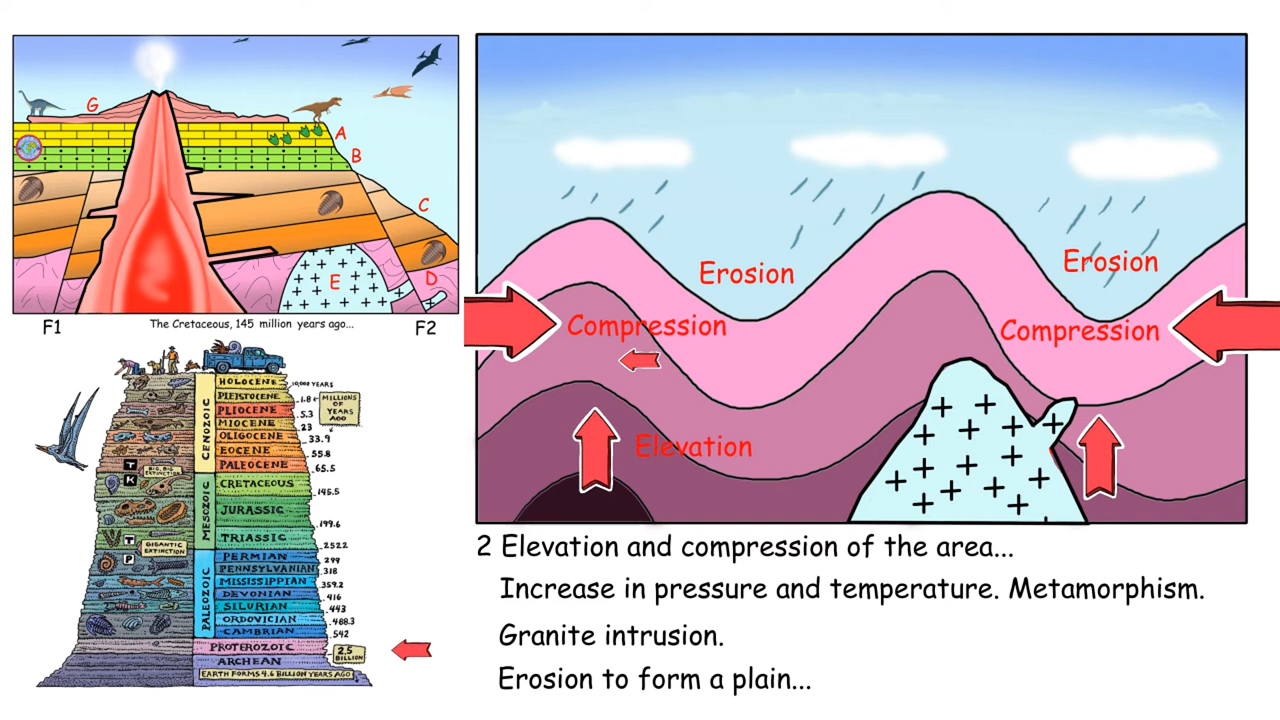 G
A
B
C
D
E
F1
The Cretaceous, 145 million years ago...
F2
HOLOCENE
10,000 YEARS
PLEISTOCENE
1.8
MILLIONS
OF
YEARS
AGO
PLIOCENE
5.3
MIOCENE
23
OLIGOCENE
33.9
EOCENE
55.8
PALEOCENE
65.5
CENOZOIC
T
BIG, BIG
EXTINCTION
K
CRETACEOUS
145.5
JURASSIC
199.6
TRIASSIC
252.2
MESOZOIC
T
GIGANTIC
EXTINCTION
P
PERMIAN
299
PENNSYLVANIAN
318
MISSISSIPPIAN
359.2
DEVONIAN
416
SILURIAN
443
ORDOVICIAN
488.3
CAMBRIAN
542
PALEOZOIC
PROTEROZOIC
2.5
BILLION
ARCHEAN
EARTH FORMS 4.6 BILLION YEARS AGO
Erosion
Erosion
Compression
Compression
Elevation
2 Elevation and compression of the area...
Increase in pressure and temperature. Metamorphism.
Granite intrusion.
Erosion to form a plain...